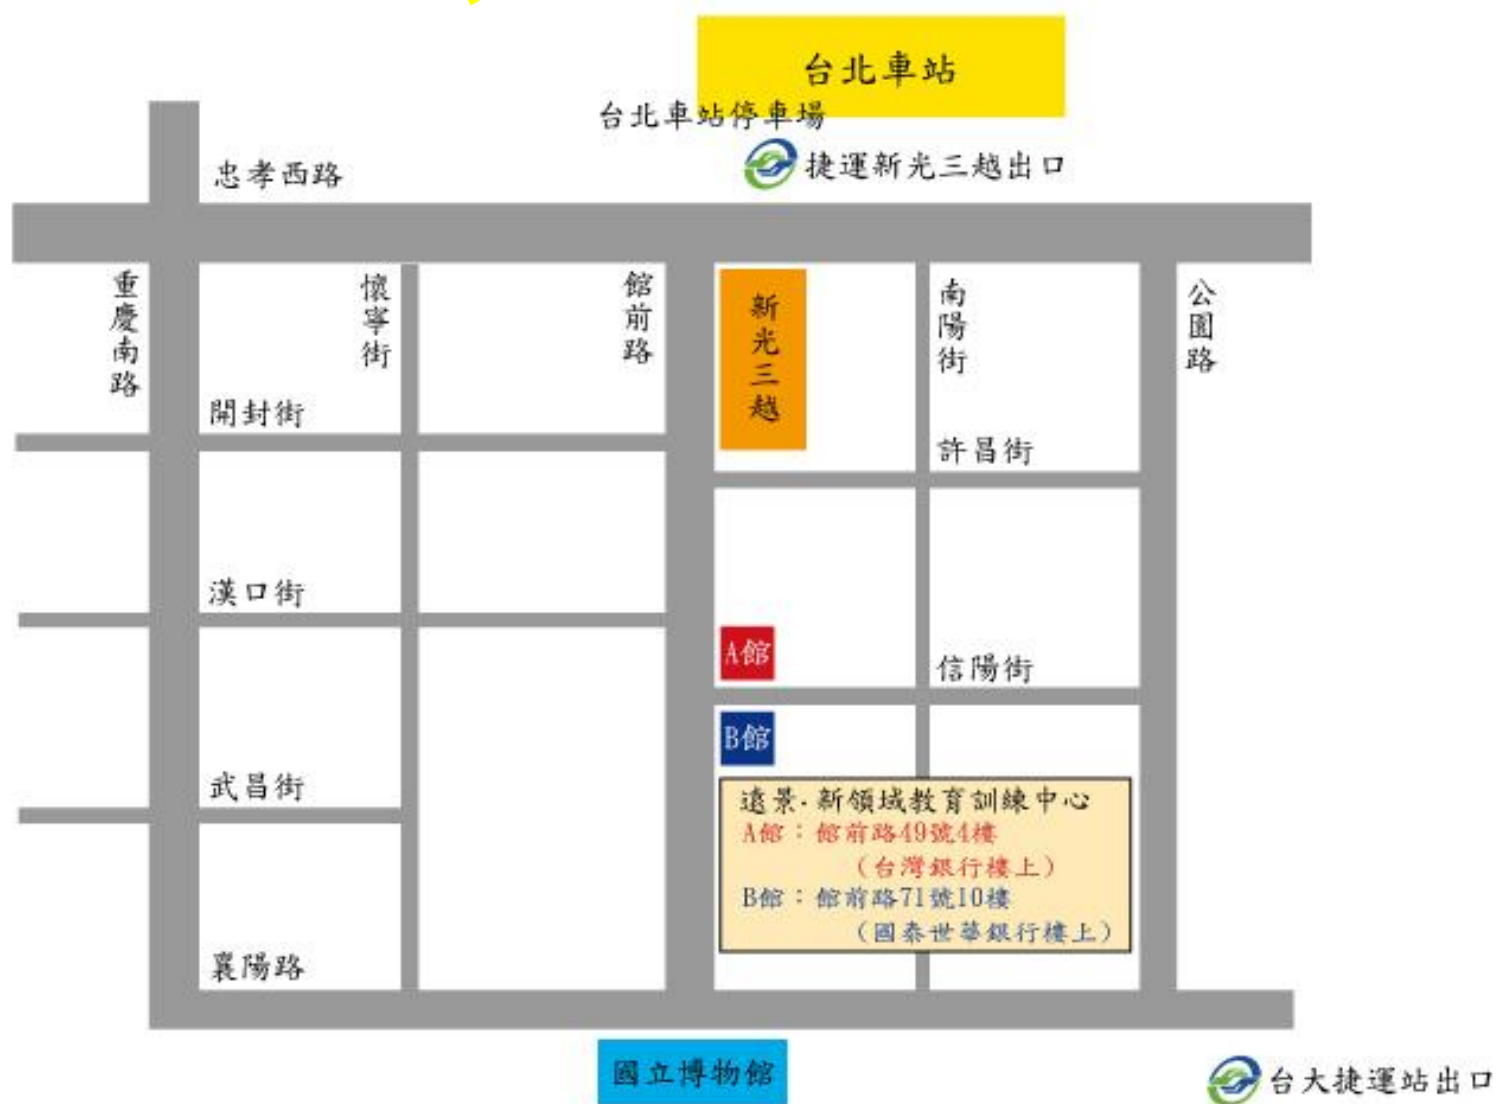 台北車站
台北車站停車場
捷運新光三越出口
忠孝西路
重慶南路
懷寧街
館前路
新光三越
南陽街
公園路
開封街
許昌街
漢口街
A館
信陽街
B館
武昌街
遠景·新領域教育訓練中心
A館：館前路49號4樓
（台灣銀行樓上）
B館：館前路71號10樓
（國泰世華銀行樓上）
襄陽路
國立博物館
台大捷運站出口